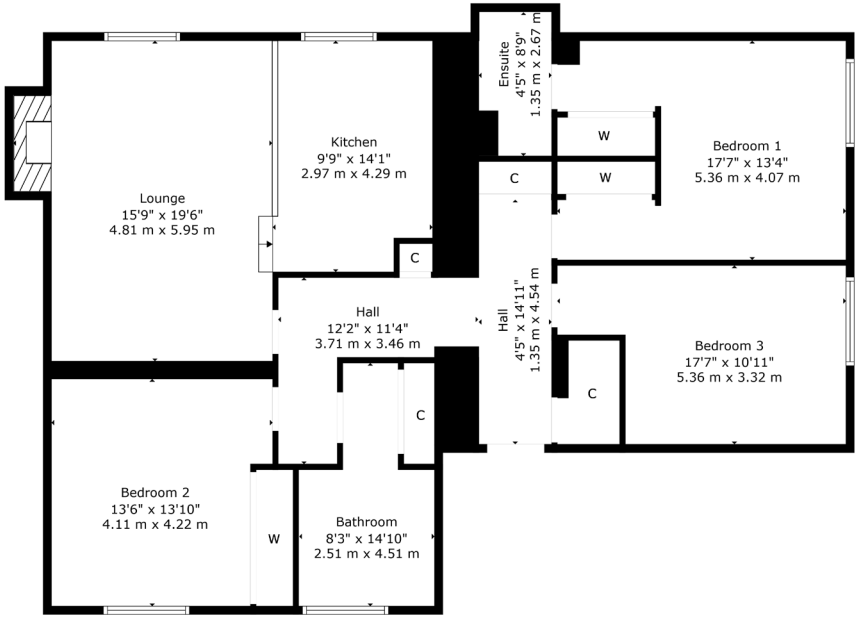 Ensuite
4'5" x 8'9"
1.35 m x 2.67 m
Kitchen
9'9" x 14'1"
2.97 m x 4.29 m
W
Bedroom 1
17'7" x 13'4"
5.36 m x 4.07 m
Lounge
15'9" x 19'6"
4.81 m x 5.95 m
C
W
C
Hall
12'2" x 11'4"
3.71 m x 3.46 m
Hall
4'5" x 14'11"
1.35 m x 4.54 m
Bedroom 3
17'7" x 10'11"
5.36 m x 3.32 m
C
C
Bedroom 2
13'6" x 13'10"
4.11 m x 4.22 m
W
Bathroom
8'3" x 14'10"
2.51 m x 4.51 m